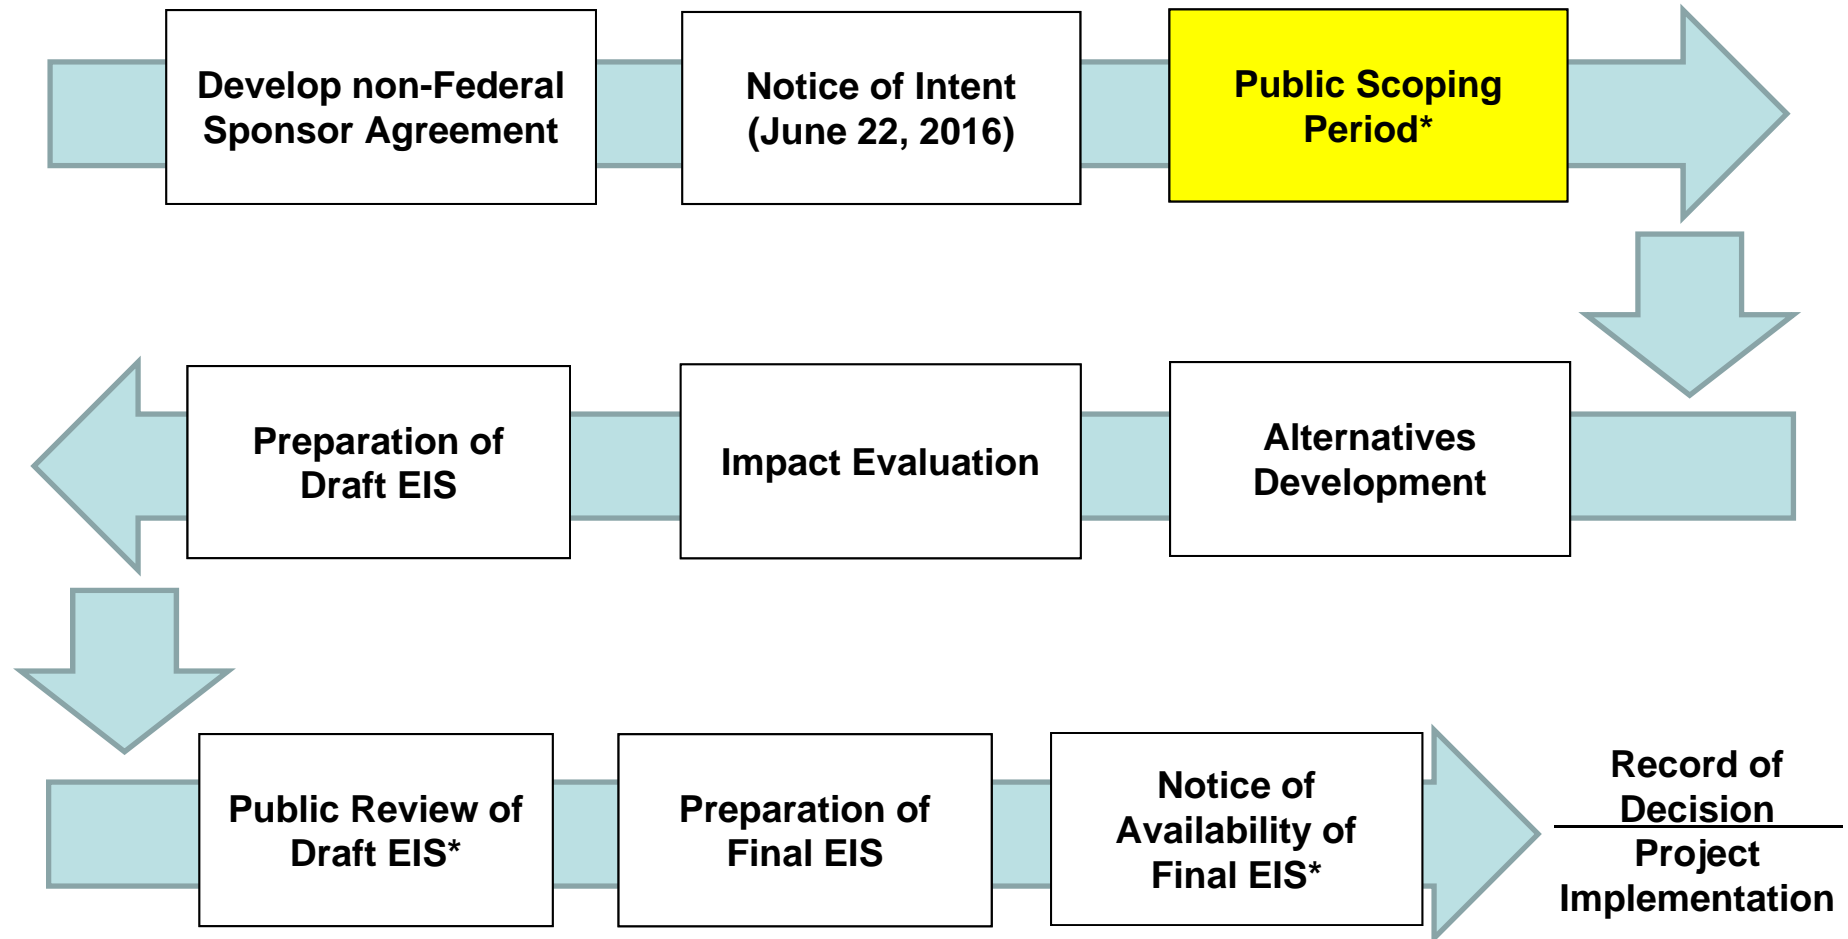 Develop non-Federal
Sponsor Agreement
Notice of Intent
(June 22, 2016)
Public Scoping
Period*
Alternatives
Development
Impact Evaluation
Preparation of
Draft EIS
Public Review of
Draft EIS*
Preparation of
Final EIS
Notice of
Availability of
Final EIS*
Record of
Decision
Project
Implementation